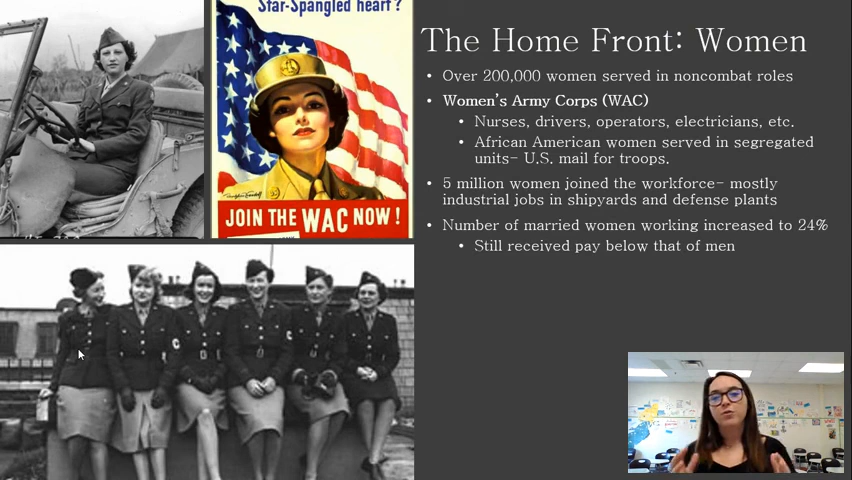 Star-Spangled heart?
JOIN THE WAC NOW!
The Home Front: Women
• Over 200,000 women served in noncombat roles
• Women's Army Corps (WAC)
• Nurses, drivers, operators, electricians, etc.
• African American women served in segregated
units- U.S. mail for troops.
• 5 million women joined the workforce- mostly
industrial jobs in shipyards and defense plants
• Number of married women working increased to 24%
• Still received pay below that of men